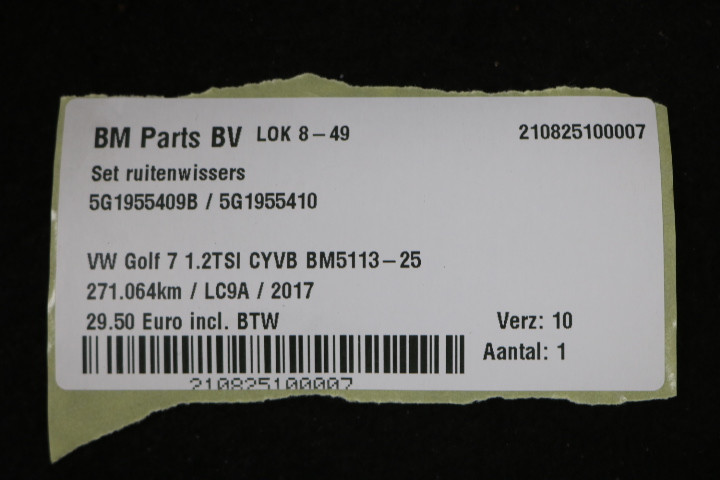 BM Parts BV LOK 8-49 210825100007
Set ruitenwissers
5G1955409B / 5G1955410
VW Golf 7 1.2TSI CYVB BM5113-25
271.064km / LC9A / 2017
29.50 Euro incl. BTW Verz: 10
Aantal: 1
210825100007